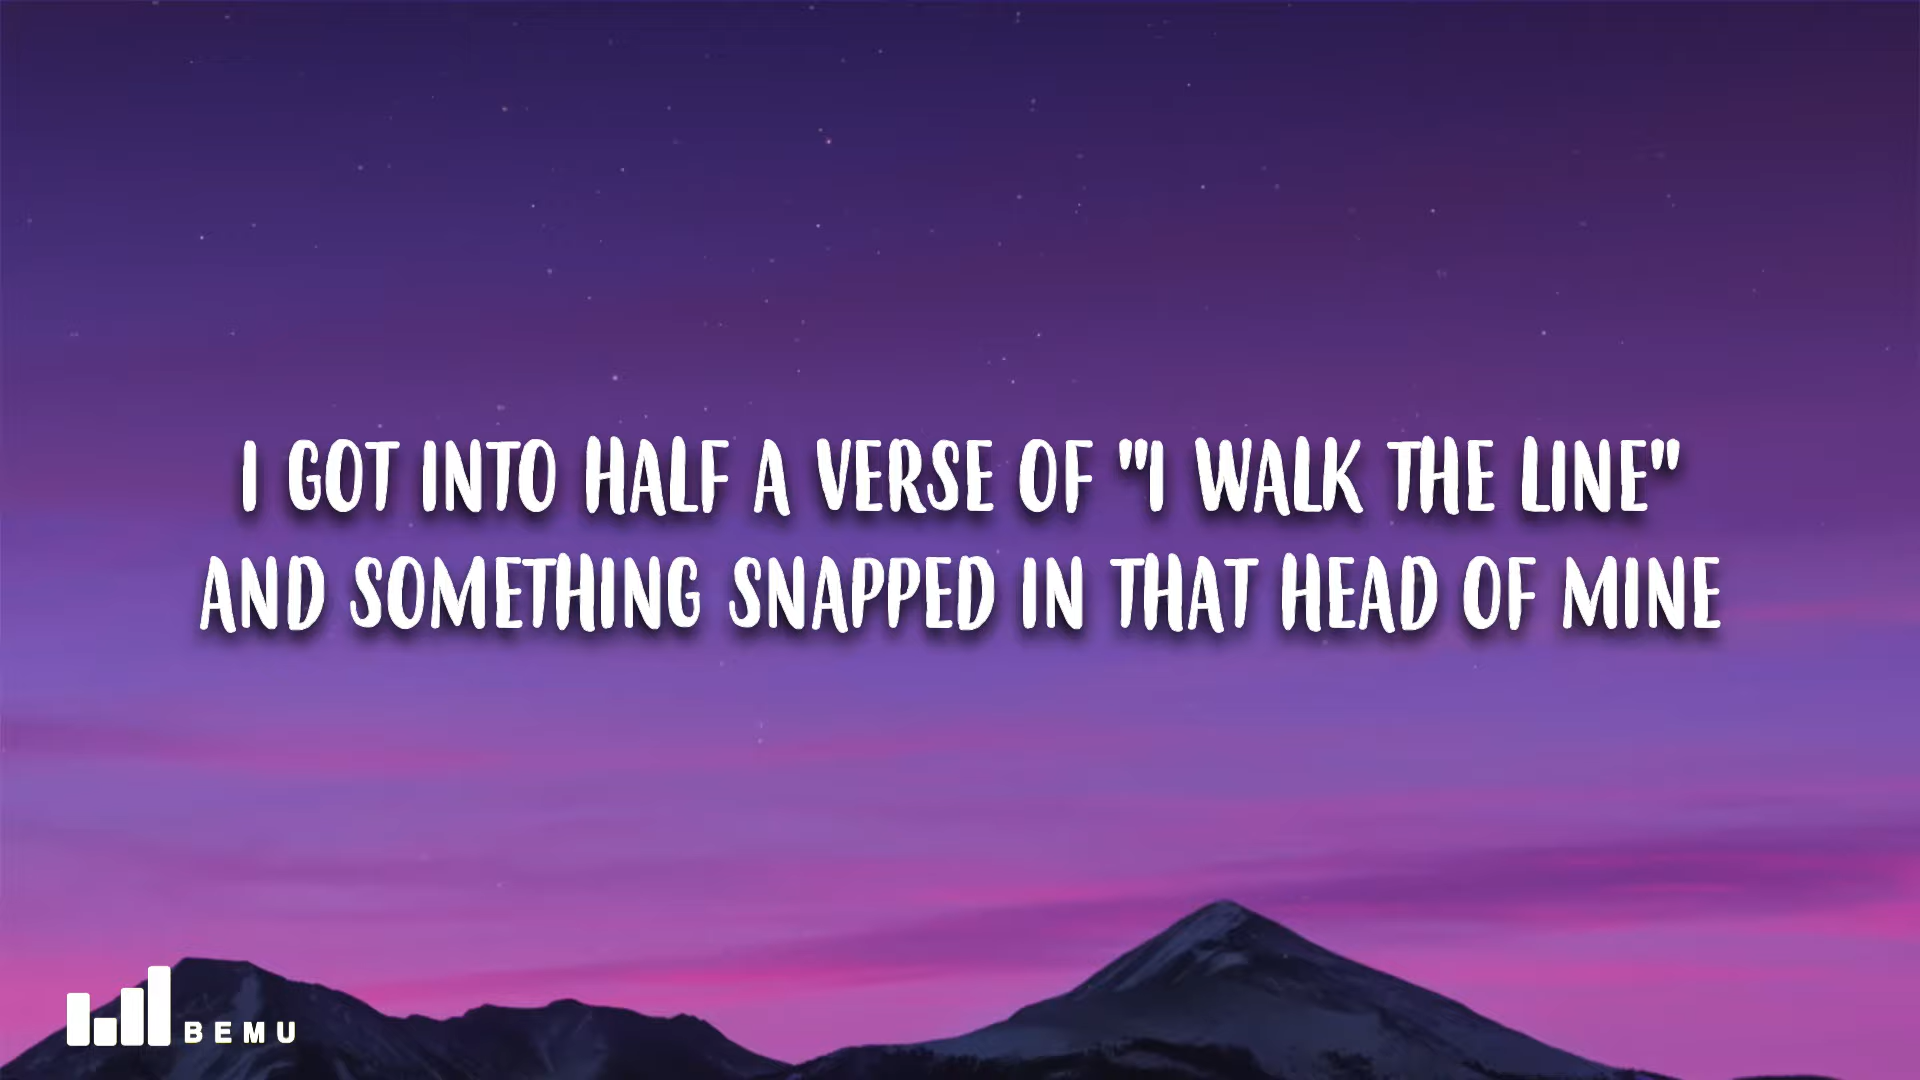 I GOT INTO HALF A VERSE OF "I WALK THE LINE"
AND SOMETHING SNAPPED IN THAT HEAD OF MINE
BEMU